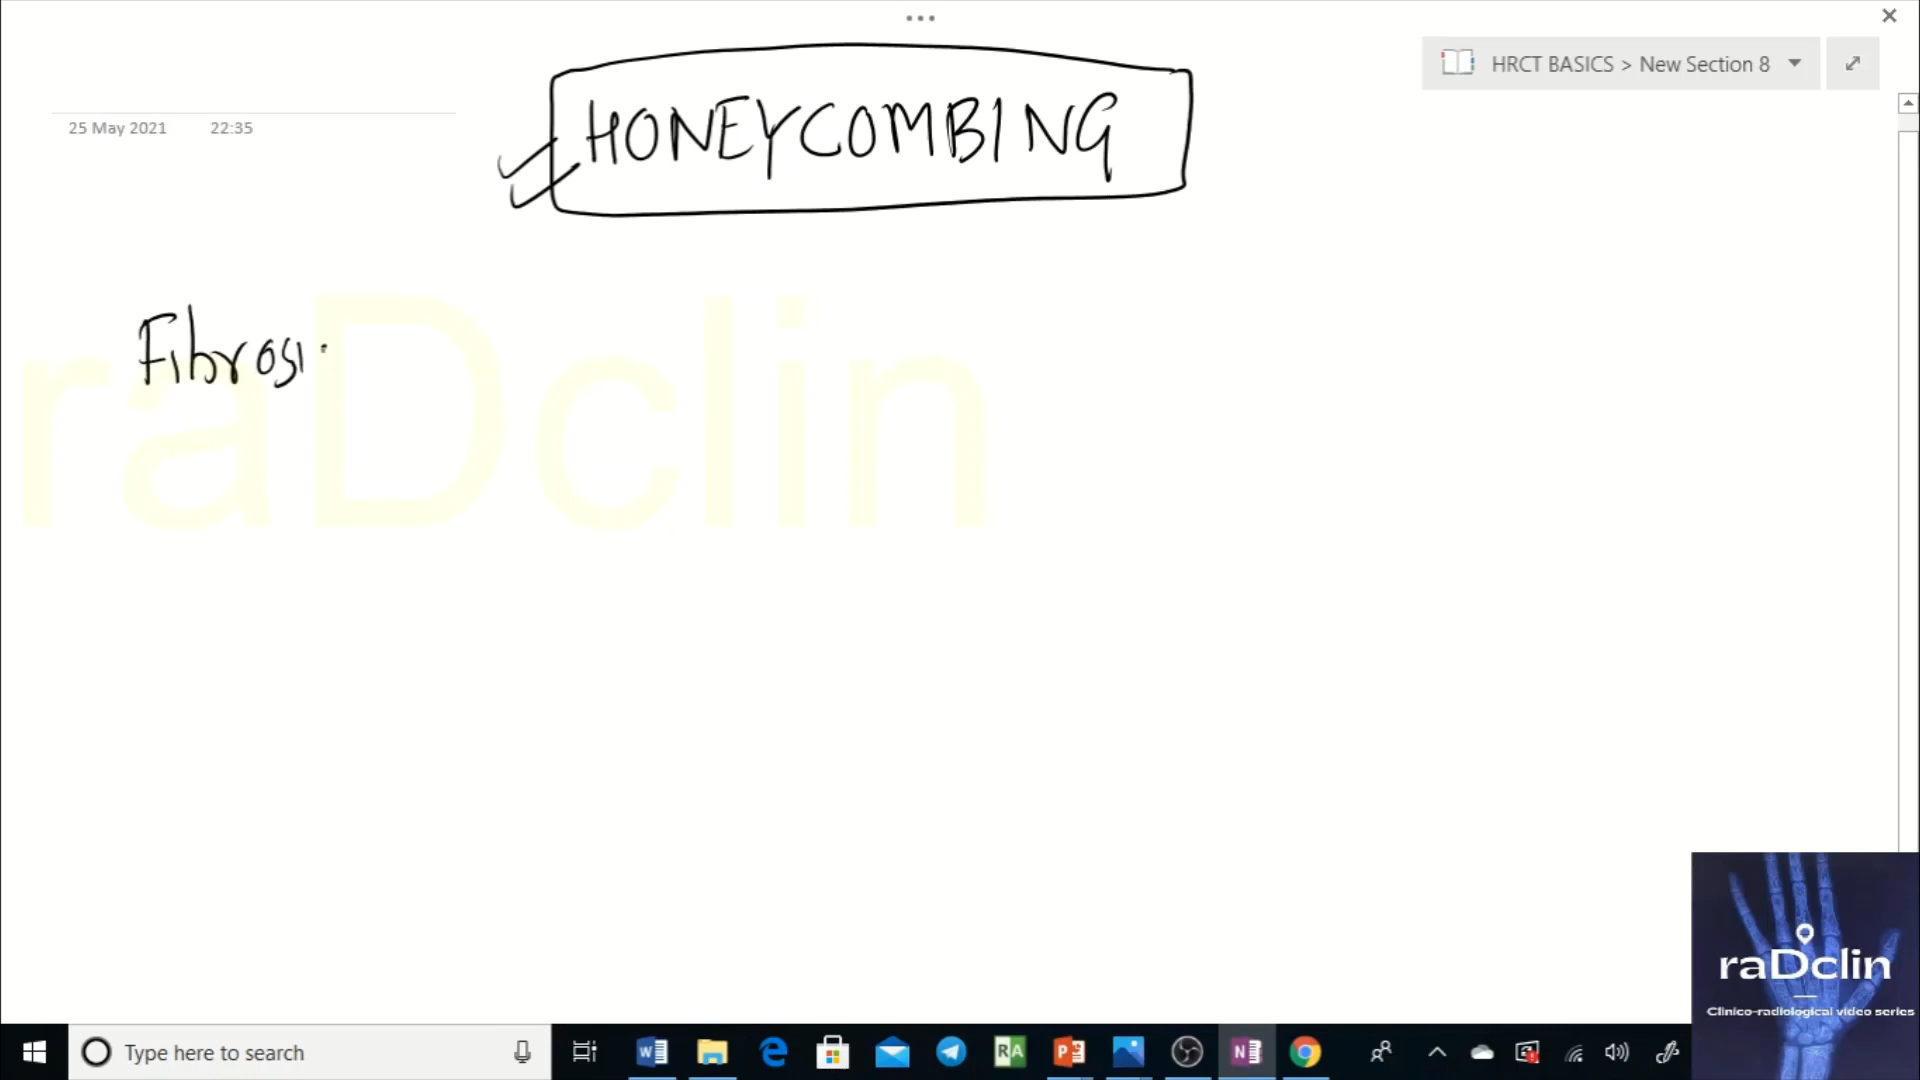 HRCT BASICS > New Section 8
25 May 2021 22:35
HONEYCOMBING
Fibrosi
raDclin
raDclin
Clinico-radiological video series
Type here to search